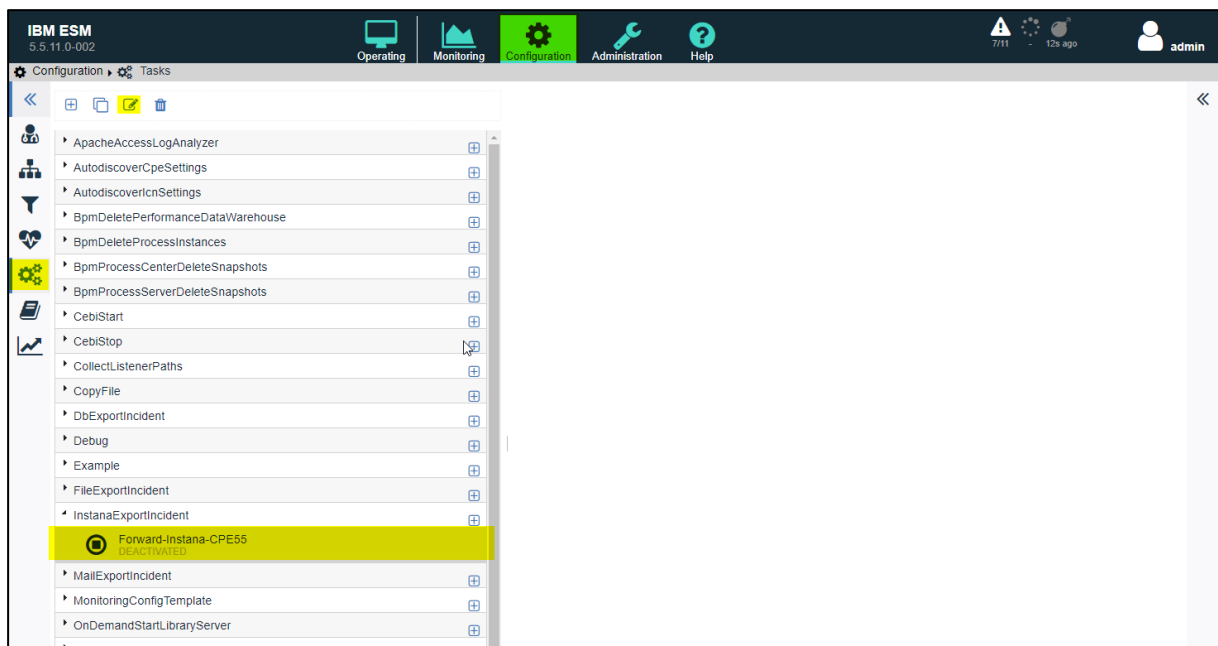 IBM ESM
5.5.11.0-002
Operating
Monitoring
Configuration
Administration
Help
7/11 - 12s ago
admin
Configuration Tasks
ApacheAccessLogAnalyzer
AutodiscoverCpeSettings
AutodiscoverIcnSettings
BpmDeletePerformanceDataWarehouse
BpmDeleteProcessInstances
BpmProcessCenterDeleteSnapshots
BpmProcessServerDeleteSnapshots
CebiStart
CebiStop
CollectListenerPaths
CopyFile
DbExportIncident
Debug
Example
FileExportIncident
InstanaExportIncident
Forward-Instana-CPE55
DEACTIVATED
MailExportIncident
MonitoringConfigTemplate
OnDemandStartLibraryServer